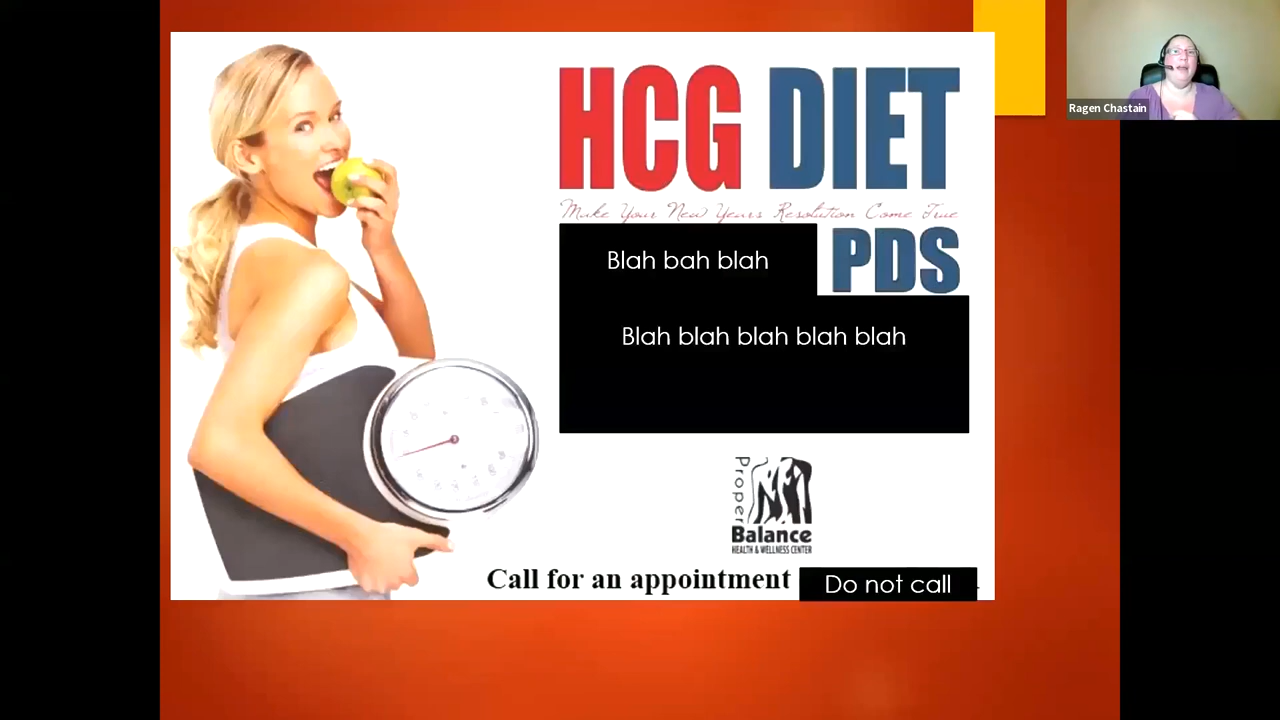 Ragen Chastain
HCG DIET
Make Your New Years Resolution Come True
Blah bah blah
PDS
Blah blah blah blah blah
Proper
Balance
HEALTH & WELLNESS CENTER
Call for an appointment
Do not call